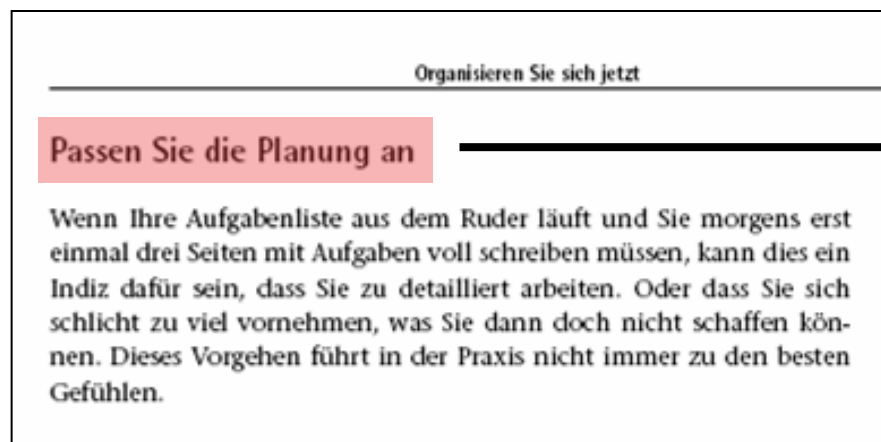 Organisieren Sie sich jetzt
Passen Sie die Planung an
Wenn Ihre Aufgabenliste aus dem Ruder läuft und Sie morgens erst
einmal drei Seiten mit Aufgaben voll schreiben müssen, kann dies ein
Indiz dafür sein, dass Sie zu detailliert arbeiten. Oder dass Sie sich
schlicht zu viel vornehmen, was Sie dann doch nicht schaffen kön-
nen. Dieses Vorgehen führt in der Praxis nicht immer zu den besten
Gefühlen.